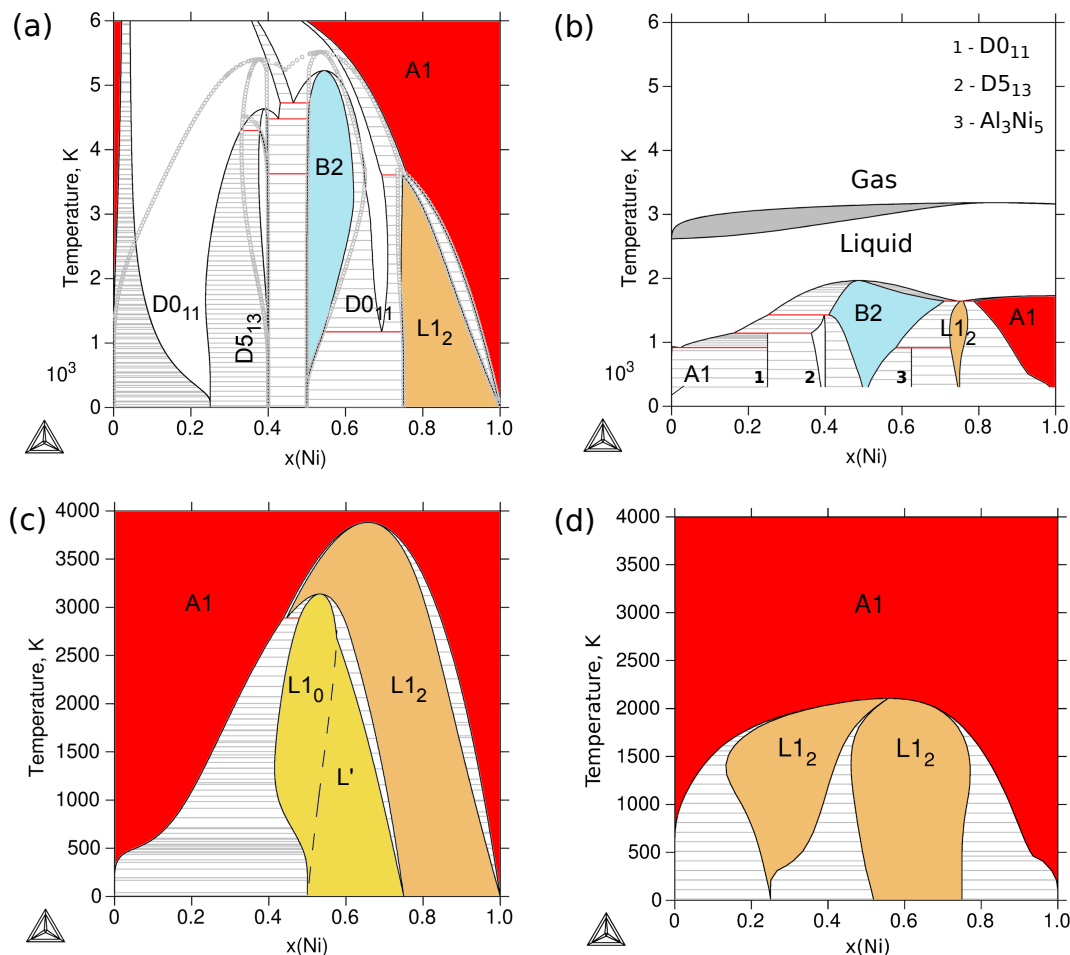 (a)
6
5
4
3
2
1
0
10³
Temperature, K
A1
B2
D0₁₁
D5₁₃
D0₁₁
L1₂
0 0.2 0.4 0.6 0.8 1.0
x(Ni)
(b)
6
5
4
3
2
1
0
10³
Temperature, K
1 - D0₁₁
2 - D5₁₃
3 - Al₃Ni₅
Gas
Liquid
B2
L1₂
A1
A1
1
2
3
0 0.2 0.4 0.6 0.8 1.0
x(Ni)
(c)
4000
3500
3000
2500
2000
1500
1000
500
0
Temperature, K
A1
L1₀
L1₂
L'
0 0.2 0.4 0.6 0.8 1.0
x(Ni)
(d)
4000
3500
3000
2500
2000
1500
1000
500
0
Temperature, K
A1
L1₂
L1₂
0 0.2 0.4 0.6 0.8 1.0
x(Ni)